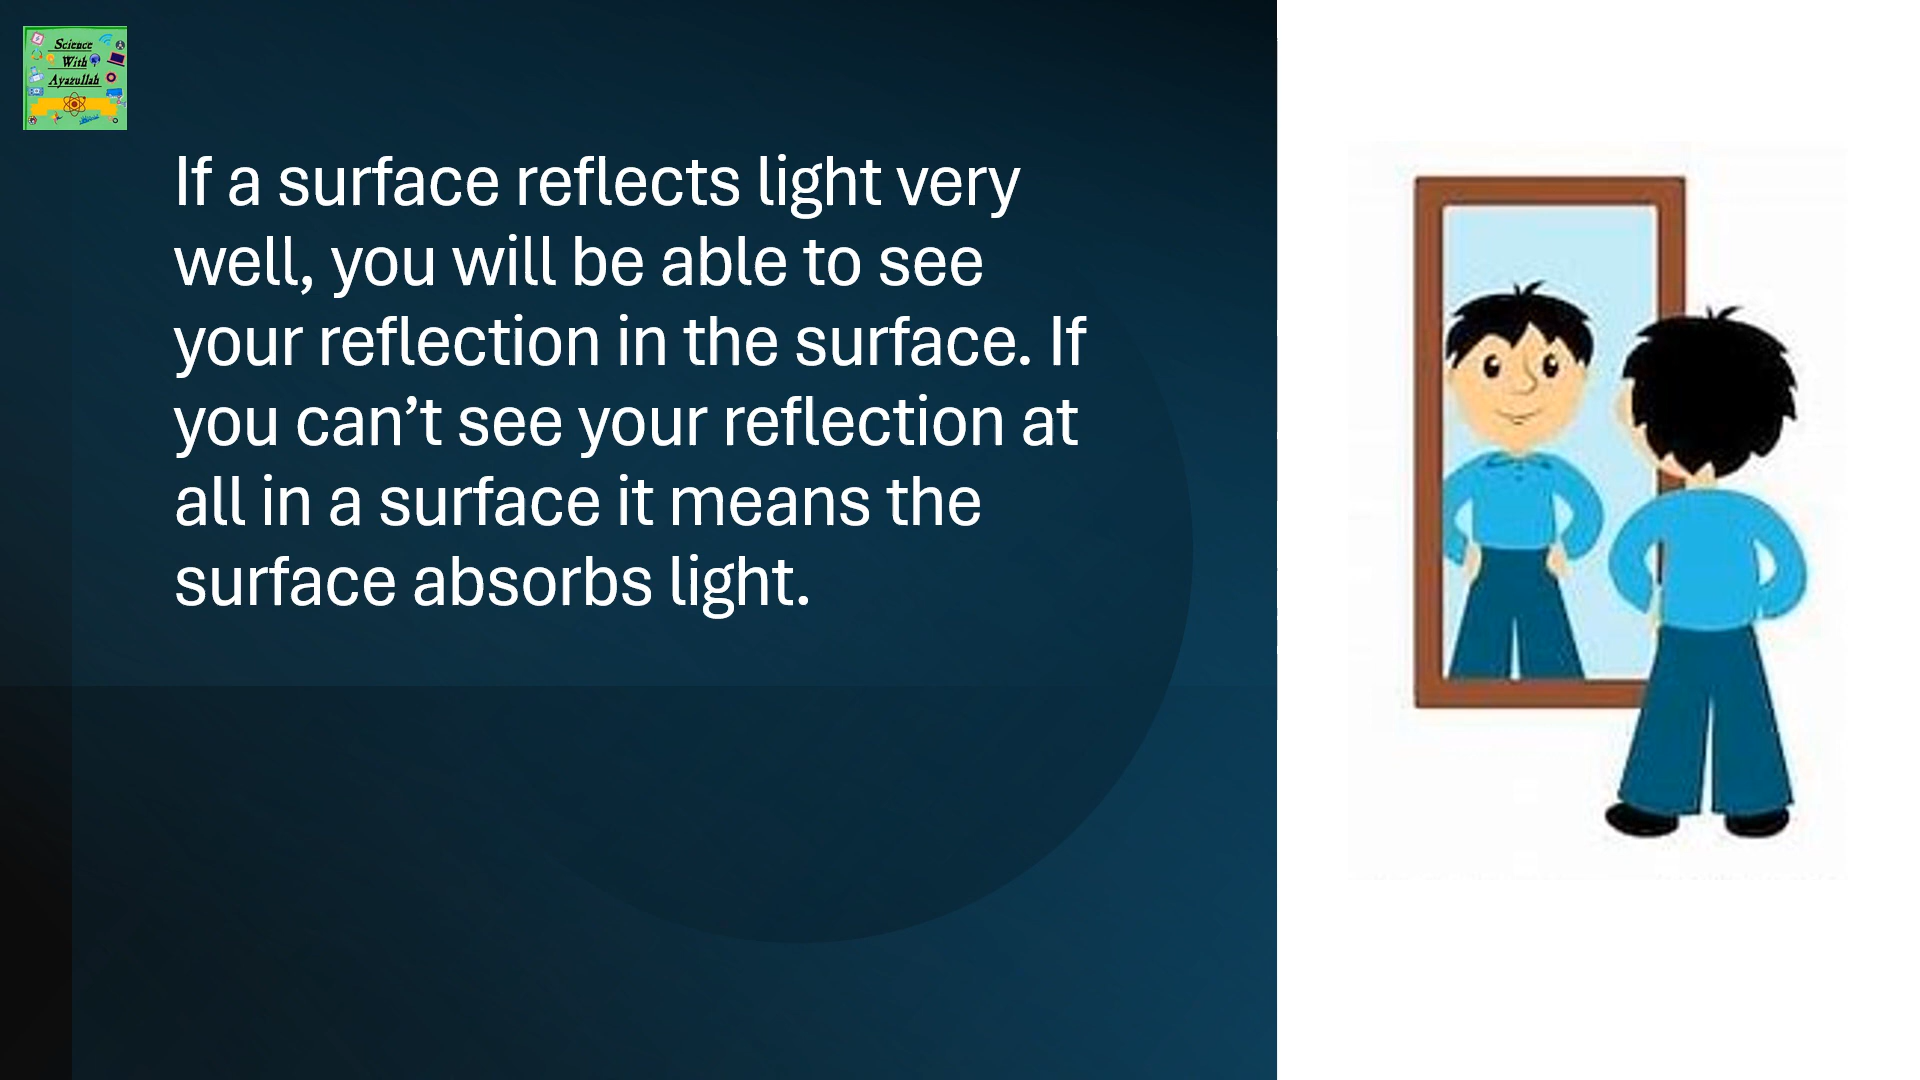 Science
With
Ayazullah
If a surface reflects light very
well, you will be able to see
your reflection in the surface. If
you can’t see your reflection at
all in a surface it means the
surface absorbs light.